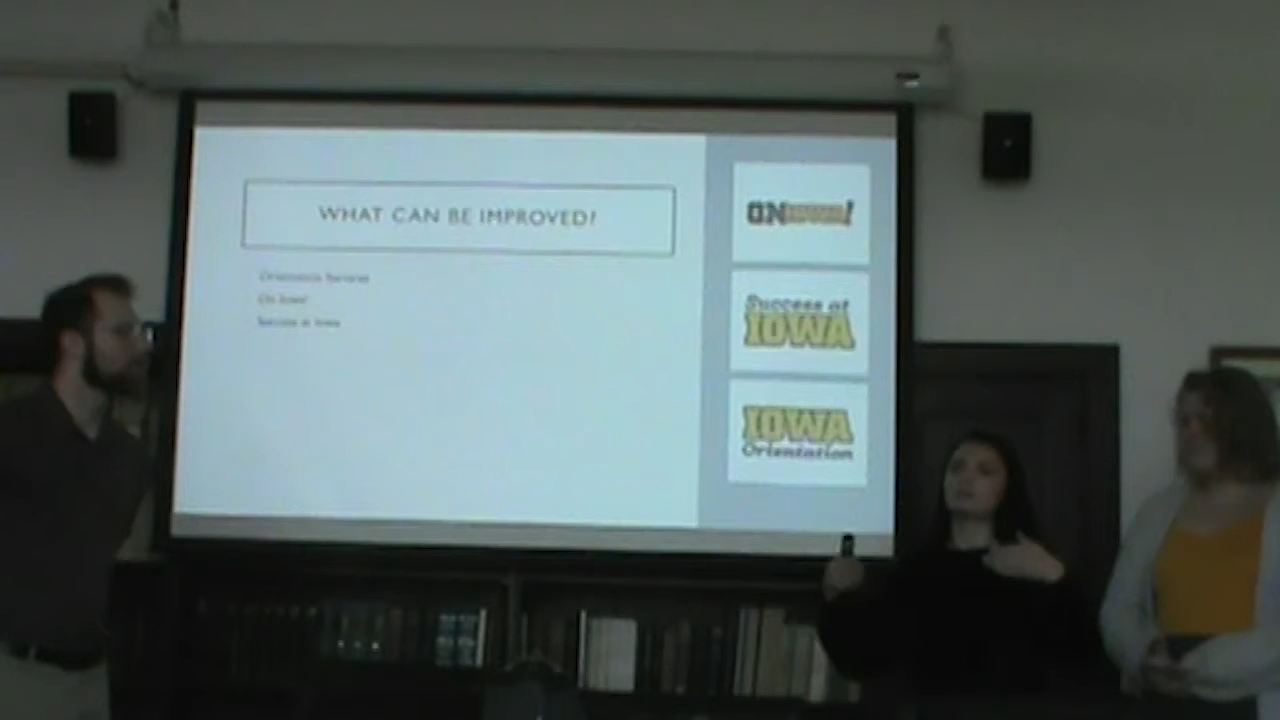 WHAT CAN BE IMPROVED?
Orientation Services
On Iowa!
Success at Iowa
ON IOWA!
Success at
IOWA
IOWA
Orientation